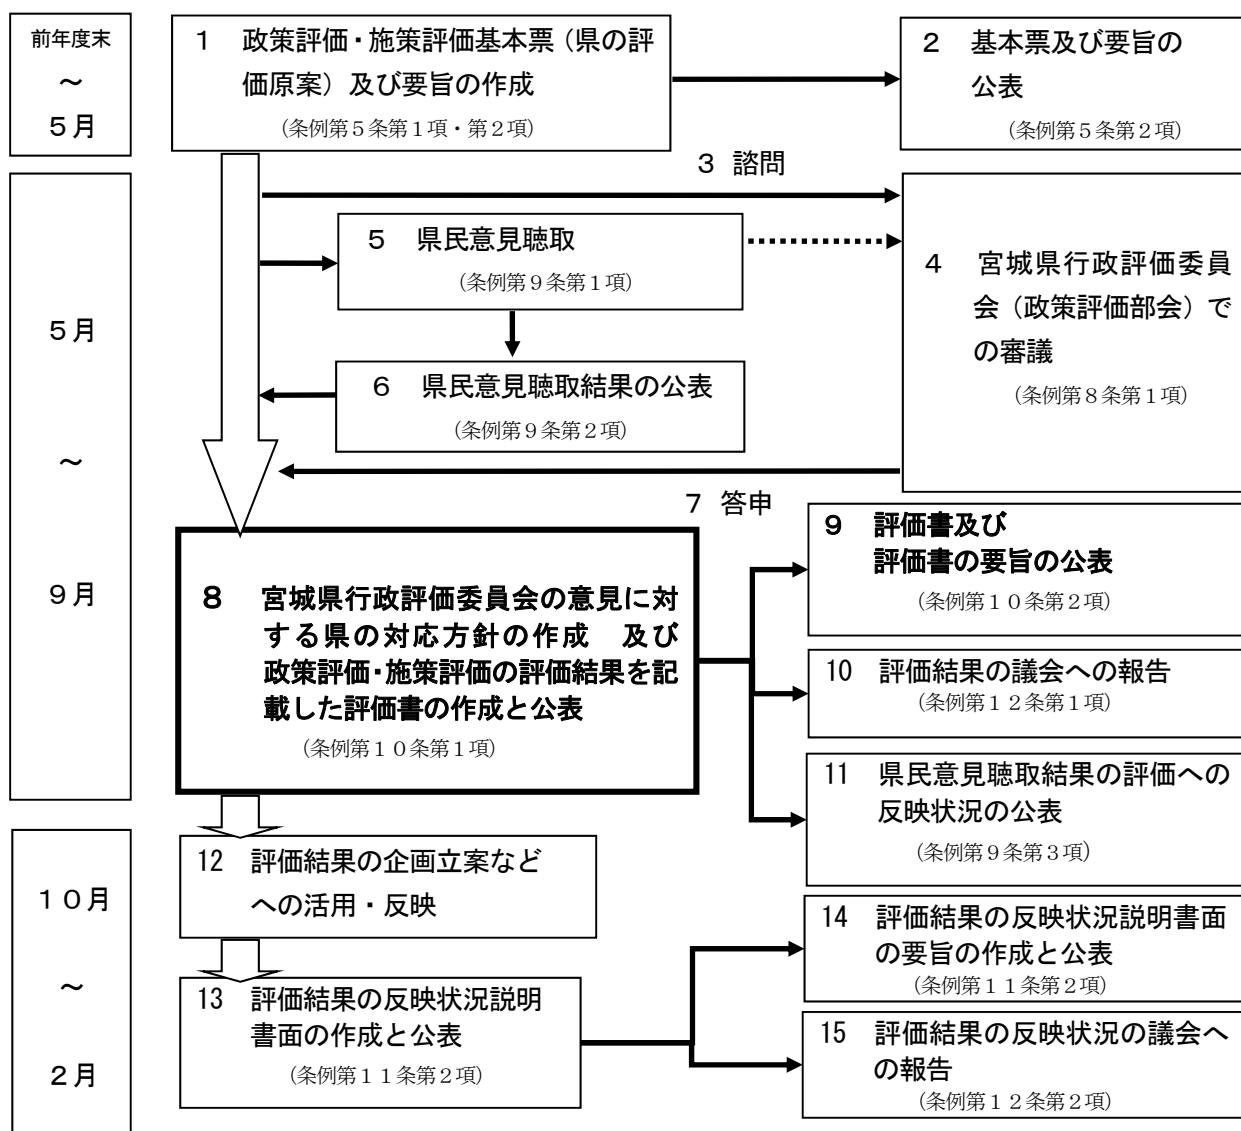 前年度末
～
５月
１　政策評価・施策評価基本票（県の評
価原案）及び要旨の作成
（条例第５条第１項・第２項）
２　基本票及び要旨の
公表
（条例第５条第２項）
５月
～
９月
３　諮問
５　県民意見聴取
（条例第９条第１項）
４　宮城県行政評価委員
会（政策評価部会）で
の審議
（条例第８条第１項）
６　県民意見聴取結果の公表
（条例第９条第２項）
７　答申
８　宮城県行政評価委員会の意見に対
する県の対応方針の作成　及び
政策評価・施策評価の評価結果を記
載した評価書の作成と公表
（条例第１０条第１項）
９　評価書及び
評価書の要旨の公表
（条例第１０条第２項）
10　評価結果の議会への報告
（条例第１２条第１項）
11　県民意見聴取結果の評価への
反映状況の公表
（条例第９条第３項）
１０月
～
２月
12　評価結果の企画立案など
への活用・反映
13　評価結果の反映状況説明
書面の作成と公表
（条例第１１条第２項）
14　評価結果の反映状況説明書面
の要旨の作成と公表
（条例第１１条第２項）
15　評価結果の反映状況の議会へ
の報告
（条例第１２条第２項）